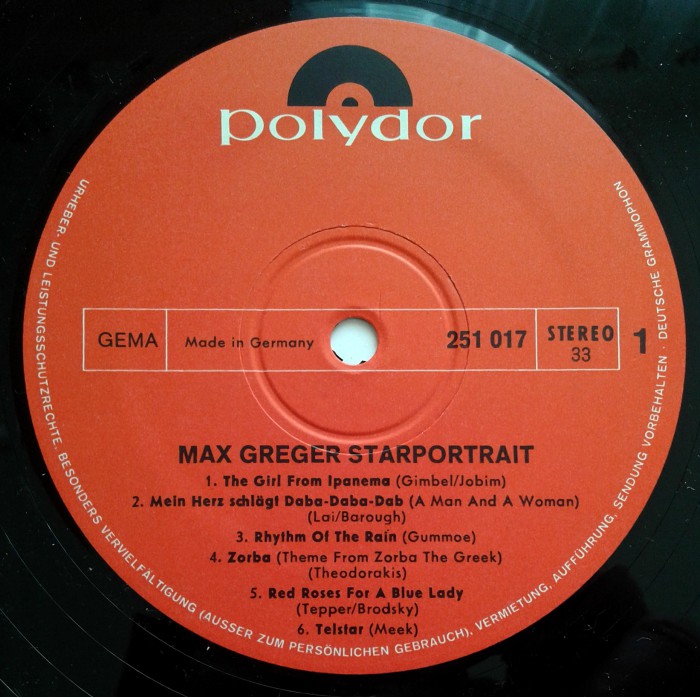 polydor
GEMA
Made in Germany
251 017
STEREO
33
1
MAX GREGER STARPORTRAIT
1. The Girl From Ipanema (Gimbel/Jobim)
2. Mein Herz schlägt Daba-Daba-Dab (A Man And A Woman)
(Lai/Barough)
3. Rhythm Of The Rain (Gummoe)
4. Zorba (Theme From Zorba The Greek)
(Theodorakis)
5. Red Roses For A Blue Lady
(Tepper/Brodsky)
6. Telstar (Meek)
URHEBER- UND LEISTUNGSSCHUTZRECHTE, BESONDERS VERVIELFÄLTIGUNG (AUSSER ZUM PERSÖNLICHEN GEBRAUCH), VERMIETUNG, AUFFÜHRUNG, SENDUNG VORBEHALTEN · DEUTSCHE GRAMMOPHON